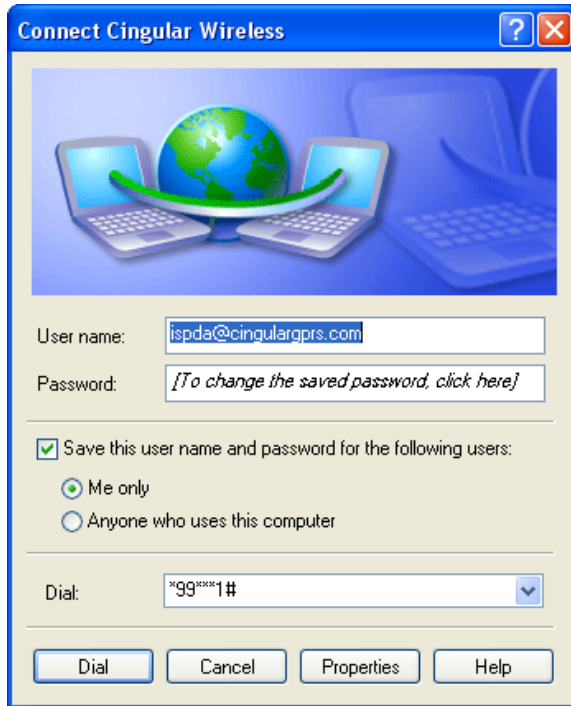 Connect Cingular Wireless
User name: ispda@cingulargprs.com
Password: [To change the saved password, click here]
Save this user name and password for the following users:
Me only
Anyone who uses this computer
Dial: *99***1#
Dial Cancel Properties Help